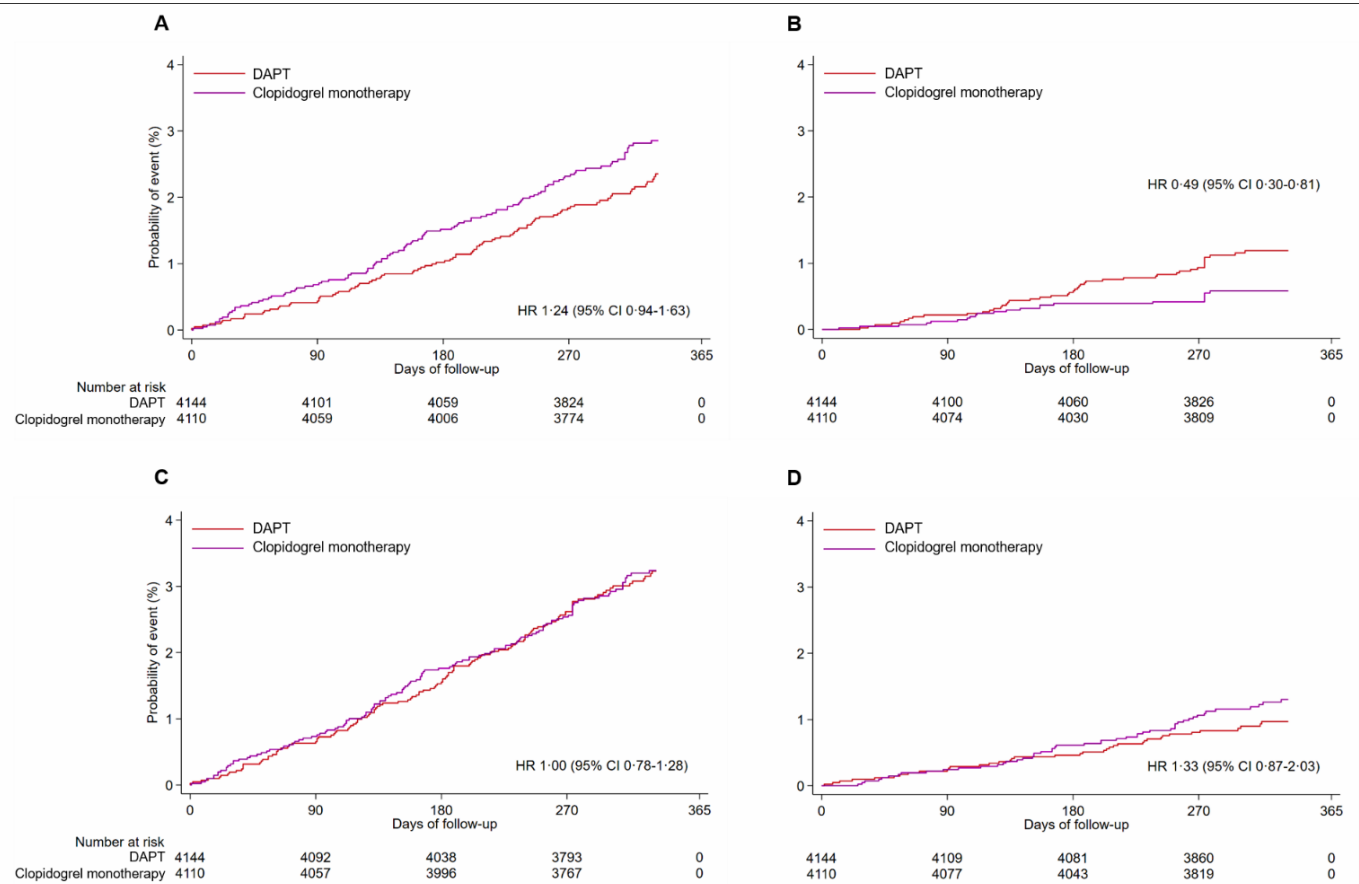 A
4
3
2
1
0
Probability of event (%)
DAPT
Clopidogrel monotherapy
HR 1·24 (95% CI 0·94-1·63)
0 90 180 270 365
Days of follow-up
Number at risk
DAPT 4144 4101 4059 3824 0
Clopidogrel monotherapy 4110 4059 4006 3774 0
B
4
3
2
1
0
DAPT
Clopidogrel monotherapy
HR 0·49 (95% CI 0·30-0·81)
0 90 180 270 365
Days of follow-up
4144 4100 4060 3826 0
4110 4074 4030 3809 0
C
4
3
2
1
0
Probability of event (%)
DAPT
Clopidogrel monotherapy
HR 1·00 (95% CI 0·78-1·28)
0 90 180 270 365
Days of follow-up
Number at risk
DAPT 4144 4092 4038 3793 0
Clopidogrel monotherapy 4110 4057 3996 3767 0
D
4
3
2
1
0
DAPT
Clopidogrel monotherapy
HR 1·33 (95% CI 0·87-2·03)
0 90 180 270 365
Days of follow-up
4144 4109 4081 3860 0
4110 4077 4043 3819 0